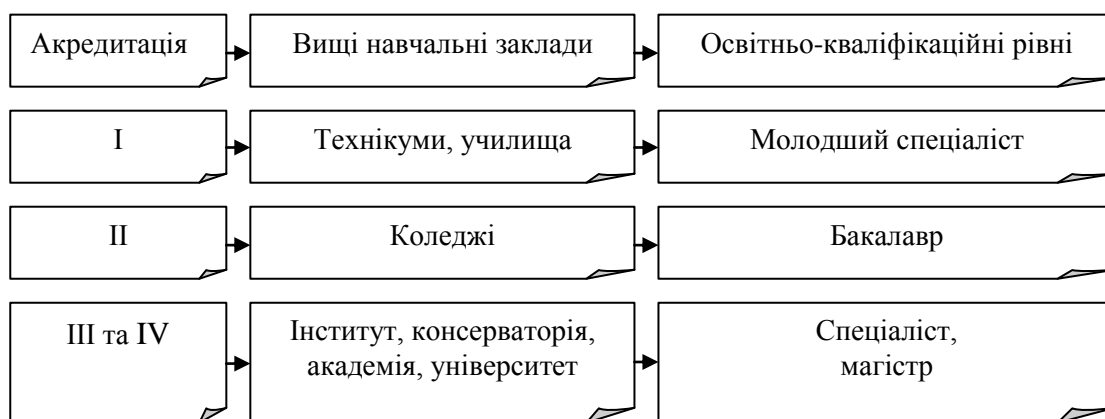 Акредитація
Вищі навчальні заклади
Освітньо-кваліфікаційні рівні
I
Технікуми, училища
Молодший спеціаліст
II
Коледжі
Бакалавр
III та IV
Інститут, консерваторія,
академія, університет
Спеціаліст,
магістр